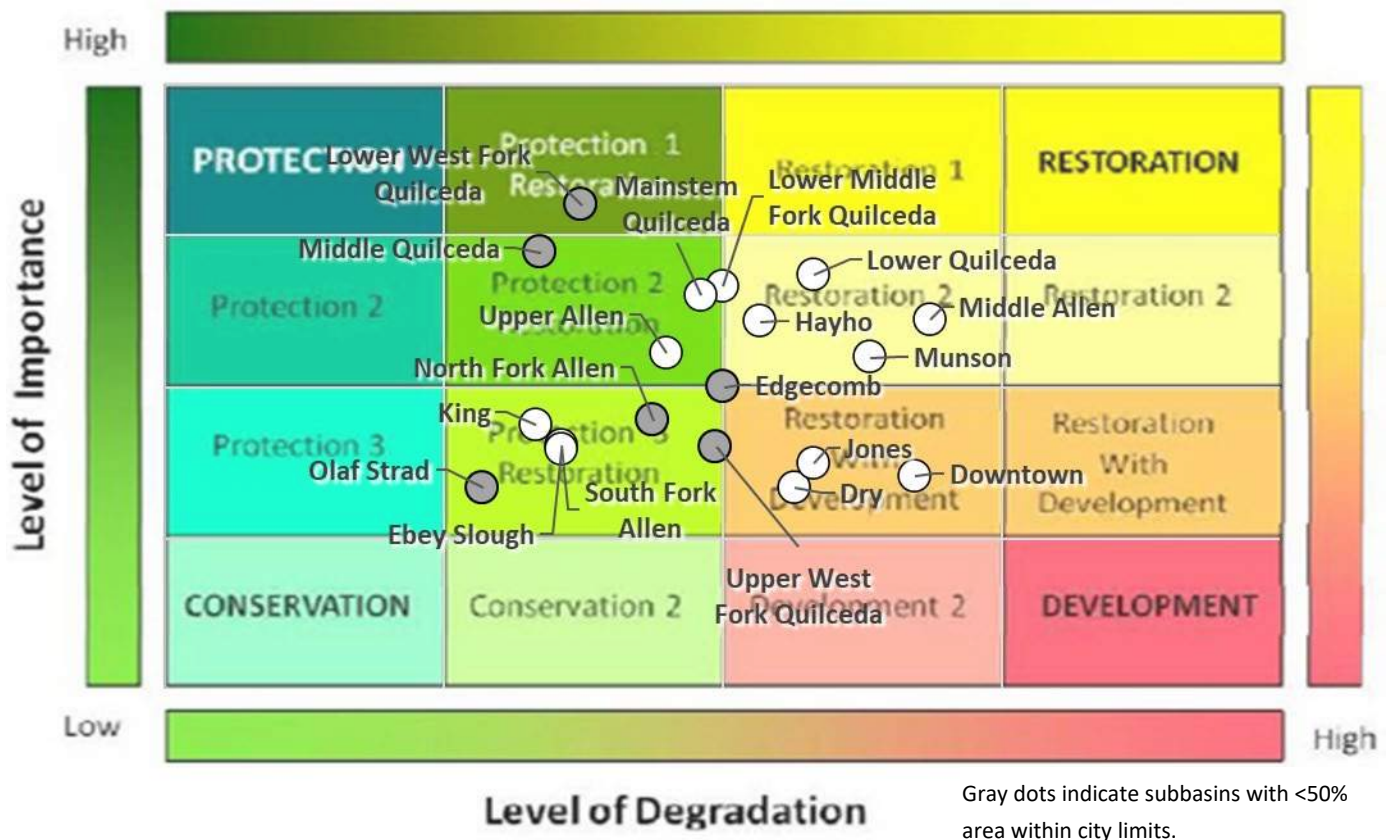 High
PROTECTION
Protection 1
Restoration
Restoration 1
RESTORATION
Lower West Fork
Quilceda
Mainstem
Quilceda
Lower Middle
Fork Quilceda
Middle Quilceda
Lower Quilceda
Protection 2
Protection 2
Restoration
Restoration 2
Restoration 2
Upper Allen
Hayho
Middle Allen
Munson
North Fork Allen
Edgecomb
King
Protection 3
Protection 3
Restoration
Restoration
With
Development
Restoration
With
Development
Jones
Downtown
Dry
Olaf Strad
South Fork
Allen
Ebey Slough
Upper West
Fork Quilceda
CONSERVATION
Conservation 2
Development 2
DEVELOPMENT
Level of Importance
Low
High
Level of Degradation
Gray dots indicate subbasins with <50%
area within city limits.